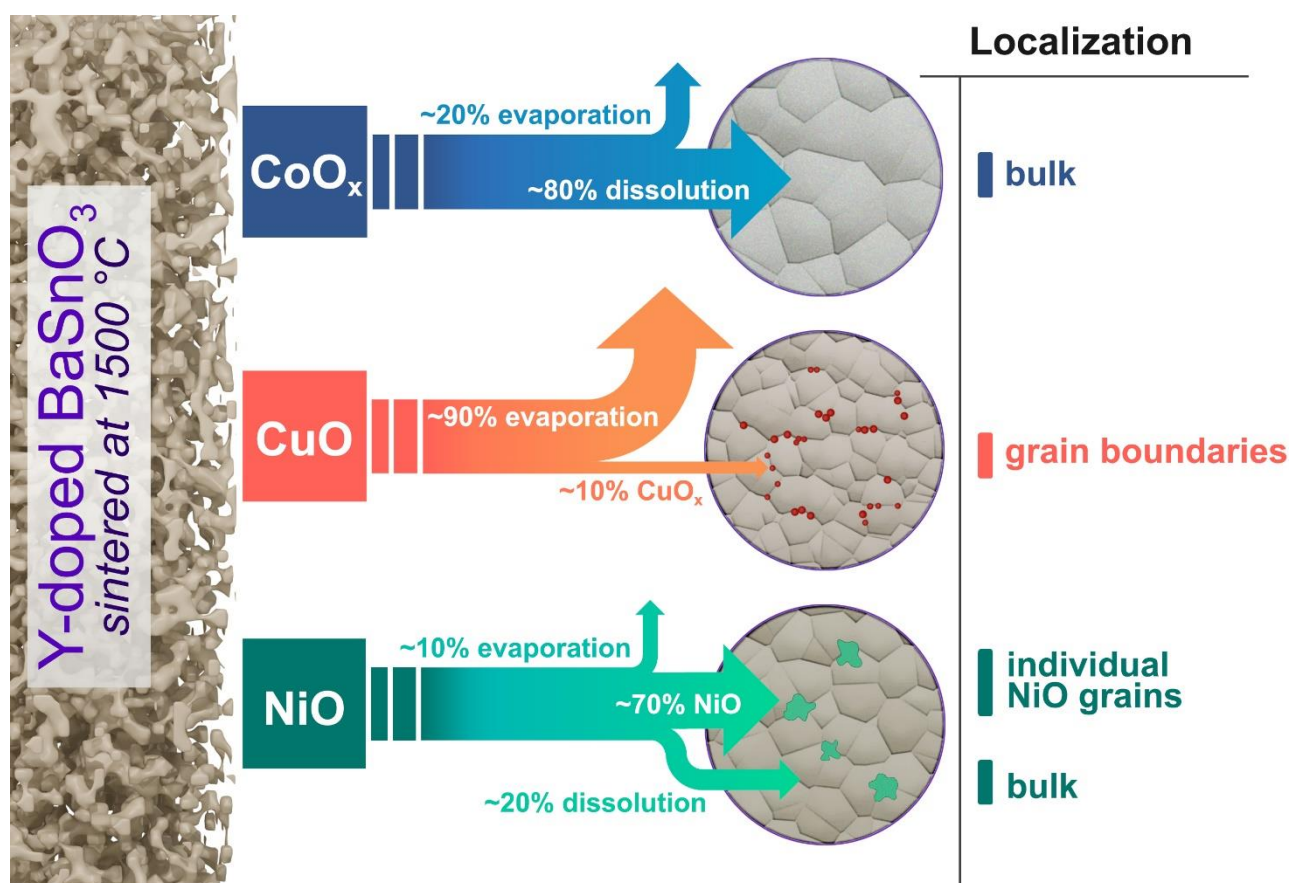 Localization
Y-doped BaSnO₃
sintered at 1500 °C
CoOₓ
~20% evaporation
~80% dissolution
bulk
CuO
~90% evaporation
~10% CuOₓ
grain boundaries
NiO
~10% evaporation
~70% NiO
~20% dissolution
individual
NiO grains
bulk